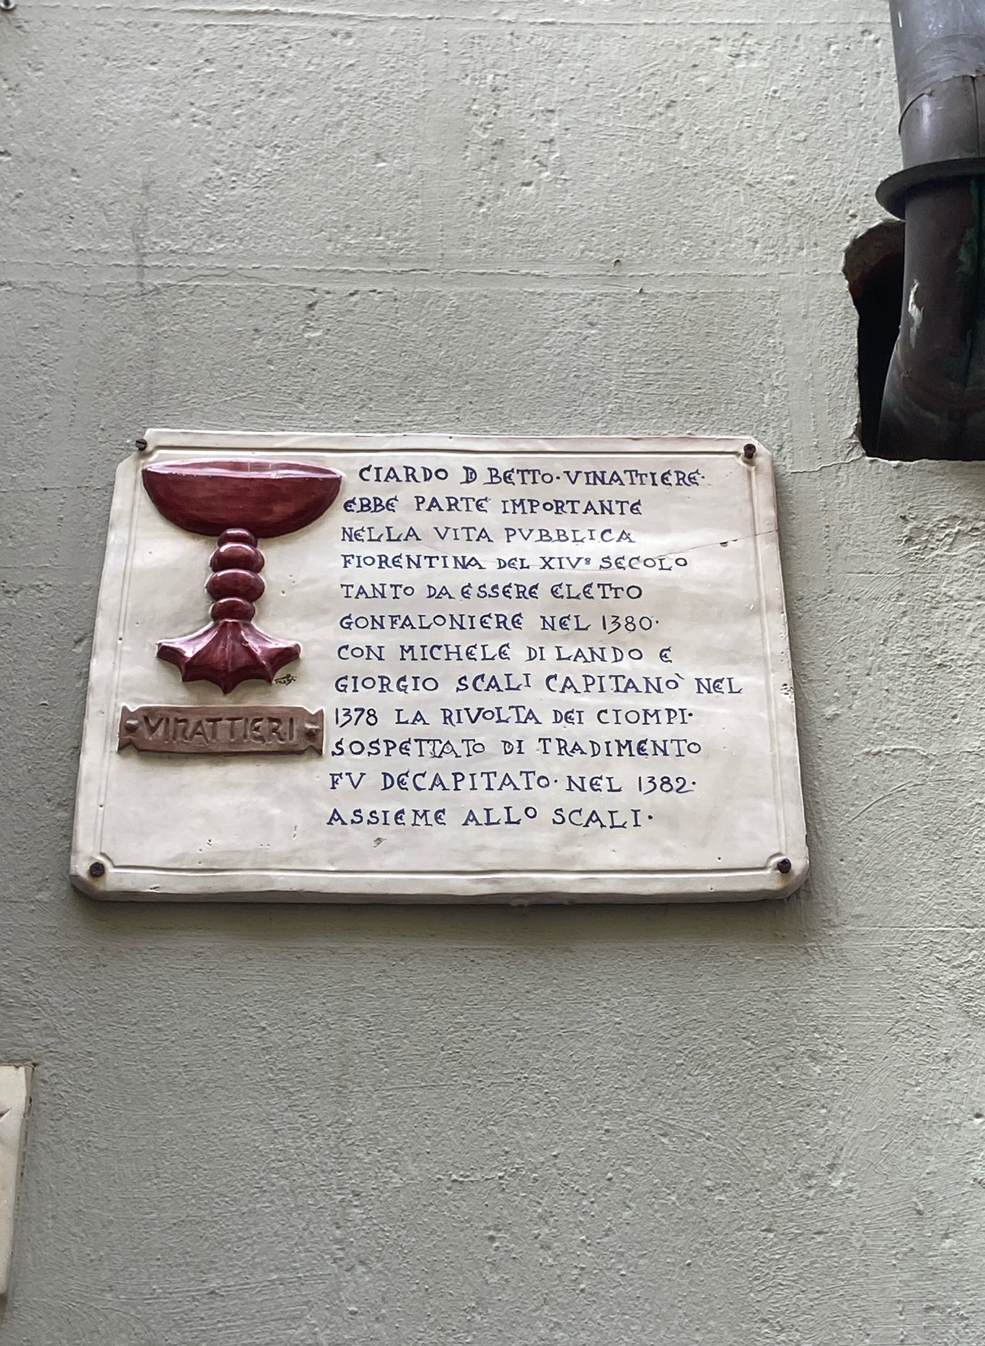 CIARDO D BETTO·VINATTIERE·
EBBE PARTE IMPORTANTE
NELLA VITA PVBBLICA
FIORENTINA DEL XIVº SECOLO
TANTO DA ESSERE ELETTO
GONFALONIERE NEL 1380·
CON MICHELE DI LANDO E
GIORGIO SCALI CAPITANÒ NEL
1378 LA RIVOLTA DEI CIOMPI·
SOSPETTATO DI TRADIMENTO
FV DECAPITATO· NEL 1382·
ASSIEME ALLO SCALI·
VINATTIERI